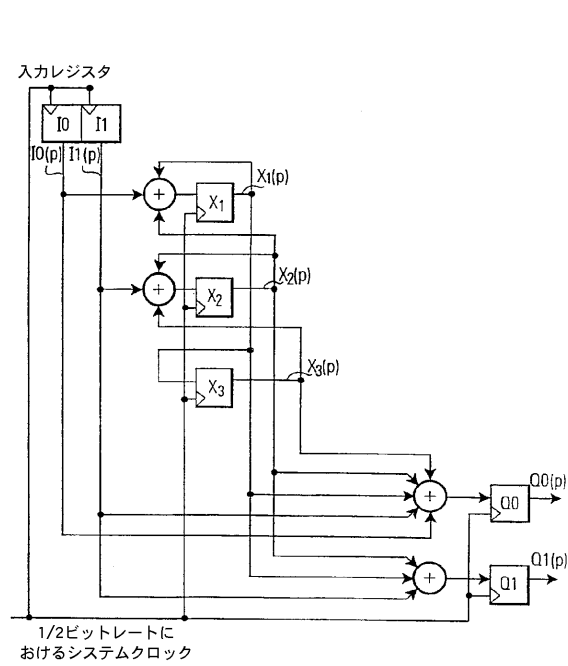 入力レジスタ
I0 I1
I0(p) I1(p)
X1(p)
X1
X2(p)
X2
X3(p)
X3
Q0(p)
Q0
Q1(p)
Q1
1/2ビットレートに
おけるシステムクロック